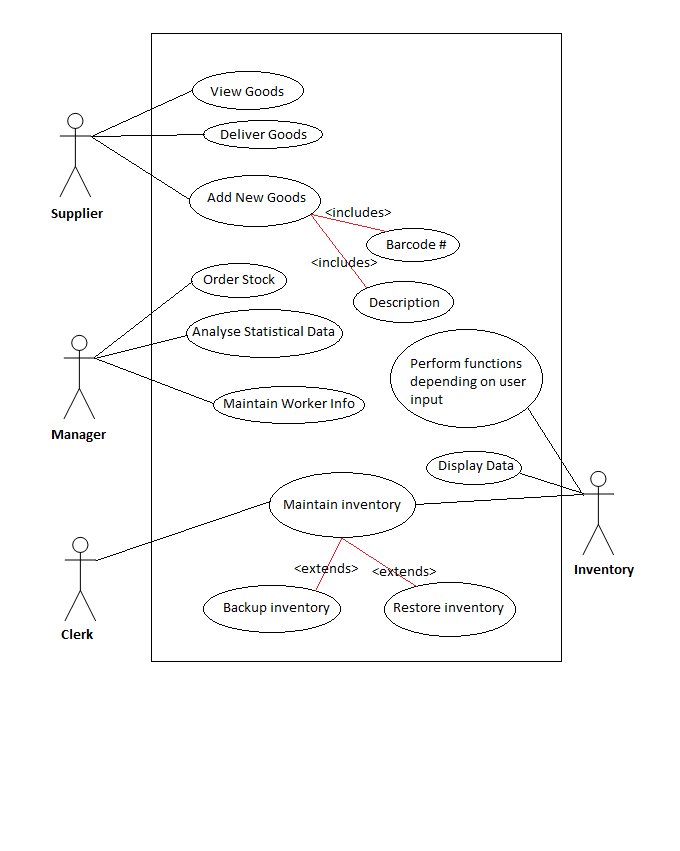 View Goods
Deliver Goods
Supplier
Add New Goods
<includes>
Barcode #
<includes>
Order Stock
Description
Analyse Statistical Data
Perform functions
depending on user
input
Manager
Maintain Worker Info
Display Data
Maintain inventory
Inventory
<extends>
<extends>
Backup inventory
Restore inventory
Clerk